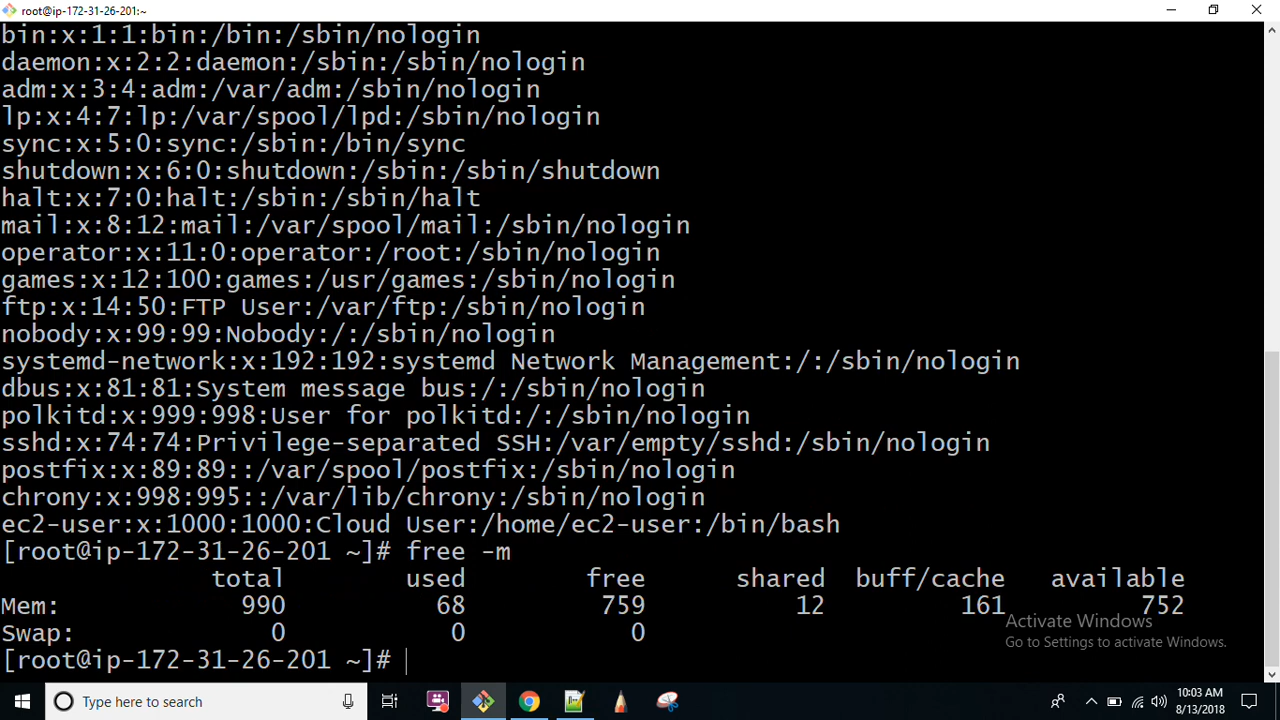 root@ip-172-31-26-201:~
bin:x:1:1:bin:/bin:/sbin/nologin
daemon:x:2:2:daemon:/sbin:/sbin/nologin
adm:x:3:4:adm:/var/adm:/sbin/nologin
lp:x:4:7:lp:/var/spool/lpd:/sbin/nologin
sync:x:5:0:sync:/sbin:/bin/sync
shutdown:x:6:0:shutdown:/sbin:/sbin/shutdown
halt:x:7:0:halt:/sbin:/sbin/halt
mail:x:8:12:mail:/var/spool/mail:/sbin/nologin
operator:x:11:0:operator:/root:/sbin/nologin
games:x:12:100:games:/usr/games:/sbin/nologin
ftp:x:14:50:FTP User:/var/ftp:/sbin/nologin
nobody:x:99:99:Nobody:/:/sbin/nologin
systemd-network:x:192:192:systemd Network Management:/:/sbin/nologin
dbus:x:81:81:System message bus:/:/sbin/nologin
polkitd:x:999:998:User for polkitd:/:/sbin/nologin
sshd:x:74:74:Privilege-separated SSH:/var/empty/sshd:/sbin/nologin
postfix:x:89:89::/var/spool/postfix:/sbin/nologin
chrony:x:998:995::/var/lib/chrony:/sbin/nologin
ec2-user:x:1000:1000:Cloud User:/home/ec2-user:/bin/bash
[root@ip-172-31-26-201 ~]# free -m
total used free shared buff/cache available
Mem: 990 68 759 12 161 752
Swap: 0 0 0
[root@ip-172-31-26-201 ~]#
Activate Windows
Go to Settings to activate Windows.
Type here to search
10:03 AM
8/13/2018